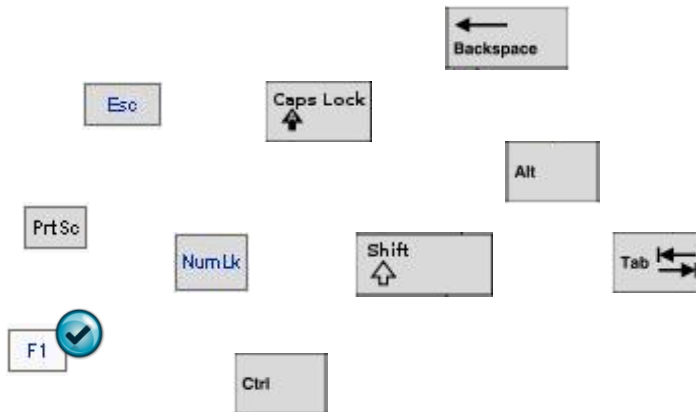 Backspace
Esc
Caps Lock
Alt
PrtSc
NumLk
Shift
Tab
F1
Ctrl